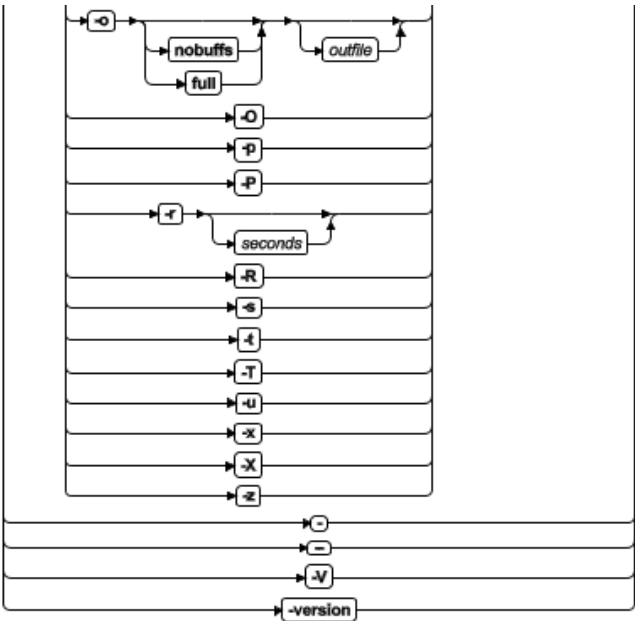 -o
nobuffs
outfile
full
-O
-p
-P
-r
seconds
-R
-s
-t
-T
-u
-x
-X
-z
-
--
-V
-version